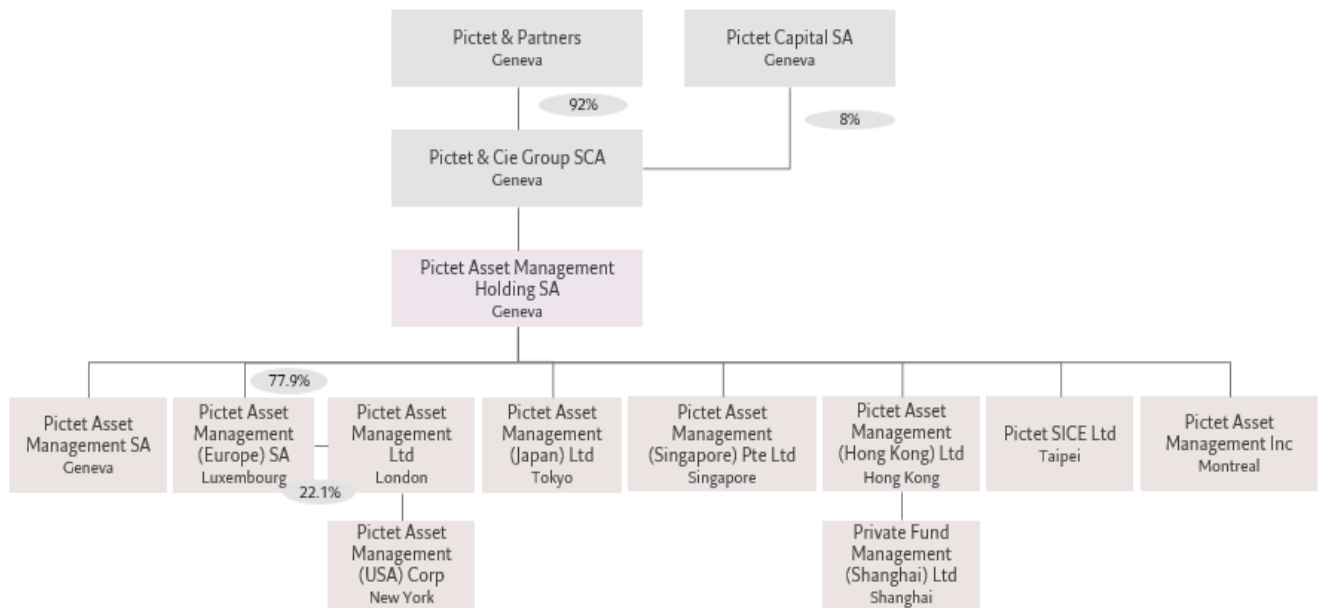 Pictet & Partners
Geneva
Pictet Capital SA
Geneva
92%
8%
Pictet & Cie Group SCA
Geneva
Pictet Asset Management
Holding SA
Geneva
77.9%
Pictet Asset
Management SA
Geneva
Pictet Asset
Management
(Europe) SA
Luxembourg
22.1%
Pictet Asset
Management
Ltd
London
Pictet Asset
Management
(Japan) Ltd
Tokyo
Pictet Asset
Management
(Singapore) Pte Ltd
Singapore
Pictet Asset
Management
(Hong Kong) Ltd
Hong Kong
Pictet SICE Ltd
Taipei
Pictet Asset
Management Inc
Montreal
Pictet Asset
Management
(USA) Corp
New York
Private Fund
Management
(Shanghai) Ltd
Shanghai